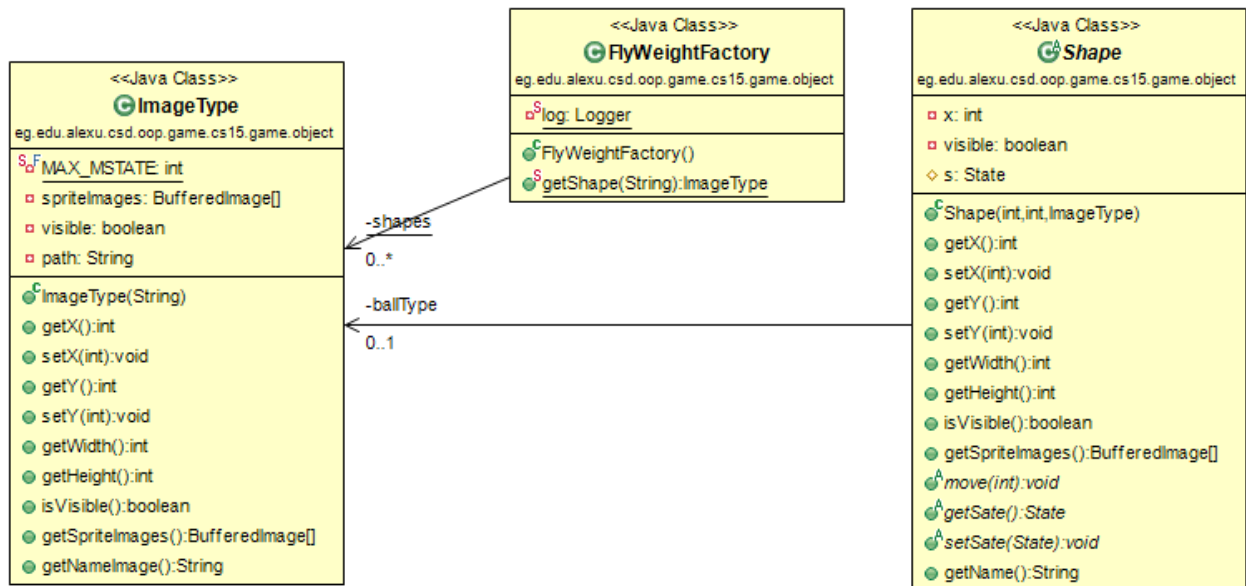 <<Java Class>>
ImageType
eg.edu.alexu.csd.oop.game.cs15.game.object
MAX_MSTATE: int
spriteImages: BufferedImage[]
visible: boolean
path: String
ImageType(String)
getX():int
setX(int):void
getY():int
setY(int):void
getWidth():int
getHeight():int
isVisible():boolean
getSpriteImages():BufferedImage[]
getNameImage():String
<<Java Class>>
FlyWeightFactory
eg.edu.alexu.csd.oop.game.cs15.game.object
log: Logger
FlyWeightFactory()
getShape(String):ImageType
-shapes
0..*
-ballType
0..1
<<Java Class>>
Shape
eg.edu.alexu.csd.oop.game.cs15.game.object
x: int
visible: boolean
s: State
Shape(int,int,ImageType)
getX():int
setX(int):void
getY():int
setY(int):void
getWidth():int
getHeight():int
isVisible():boolean
getSpriteImages():BufferedImage[]
move(int):void
getSate():State
setSate(State):void
getName():String